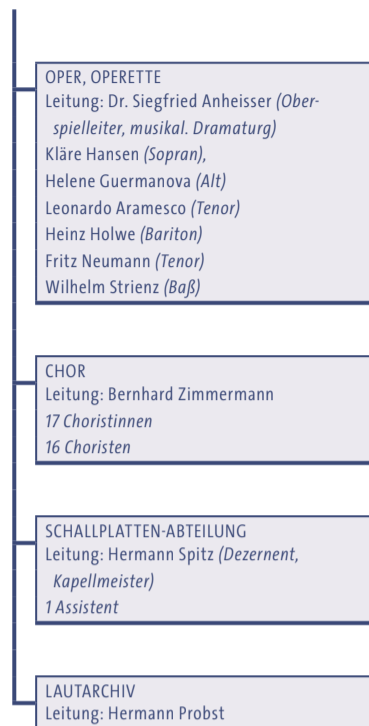 OPER, OPERETTE
Leitung: Dr. Siegfried Anheisser (Ober-
spielleiter, musikal. Dramaturg)
Kläre Hansen (Sopran),
Helene Guermanova (Alt)
Leonardo Aramesco (Tenor)
Heinz Holwe (Bariton)
Fritz Neumann (Tenor)
Wilhelm Strienz (Baß)
CHOR
Leitung: Bernhard Zimmermann
17 Choristinnen
16 Choristen
SCHALLPLATTEN-ABTEILUNG
Leitung: Hermann Spitz (Dezernent,
Kapellmeister)
1 Assistent
LAUTARCHIV
Leitung: Hermann Probst